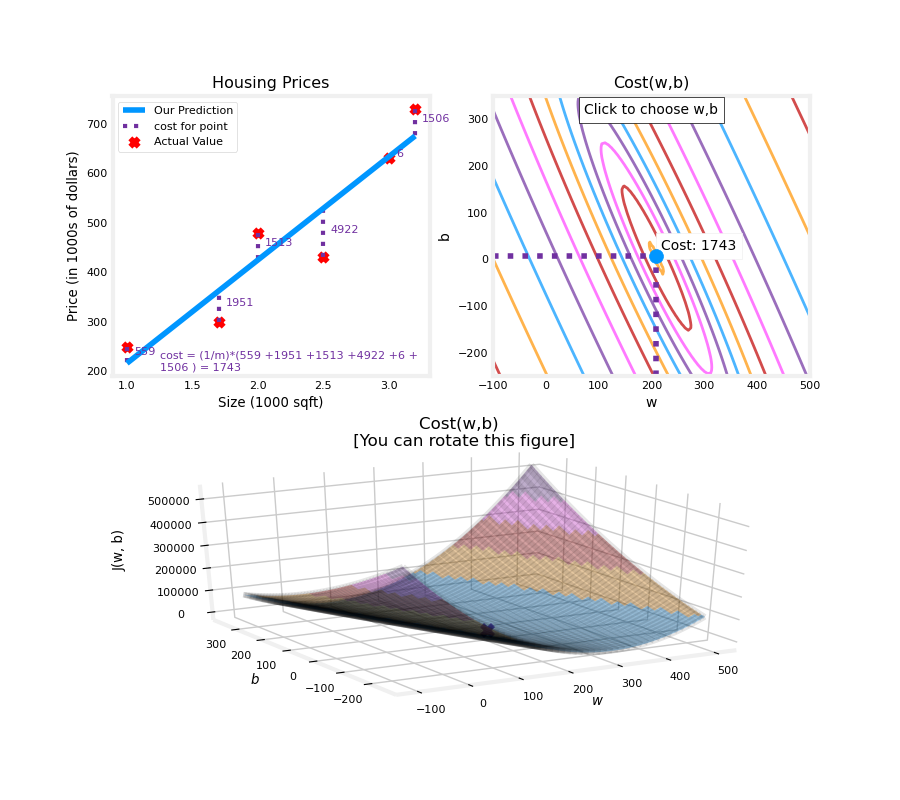 Housing Prices
Our Prediction
cost for point
Actual Value
700
600
500
400
300
200
1.0
1.5
2.0
2.5
3.0
Price (in 1000s of dollars)
Size (1000 sqft)
559
1951
1513
4922
6
1506
cost = (1/m)*(559 +1951 +1513 +4922 +6 +
1506 ) = 1743
Cost(w,b)
Click to choose w,b
Cost: 1743
300
200
100
0
−100
−200
−100
0
100
200
300
400
500
b
w
Cost(w,b)
[You can rotate this figure]
J(w, b)
500000
400000
300000
200000
100000
0
300
200
100
0
−100
−200
b
−100
0
100
200
300
400
500
w